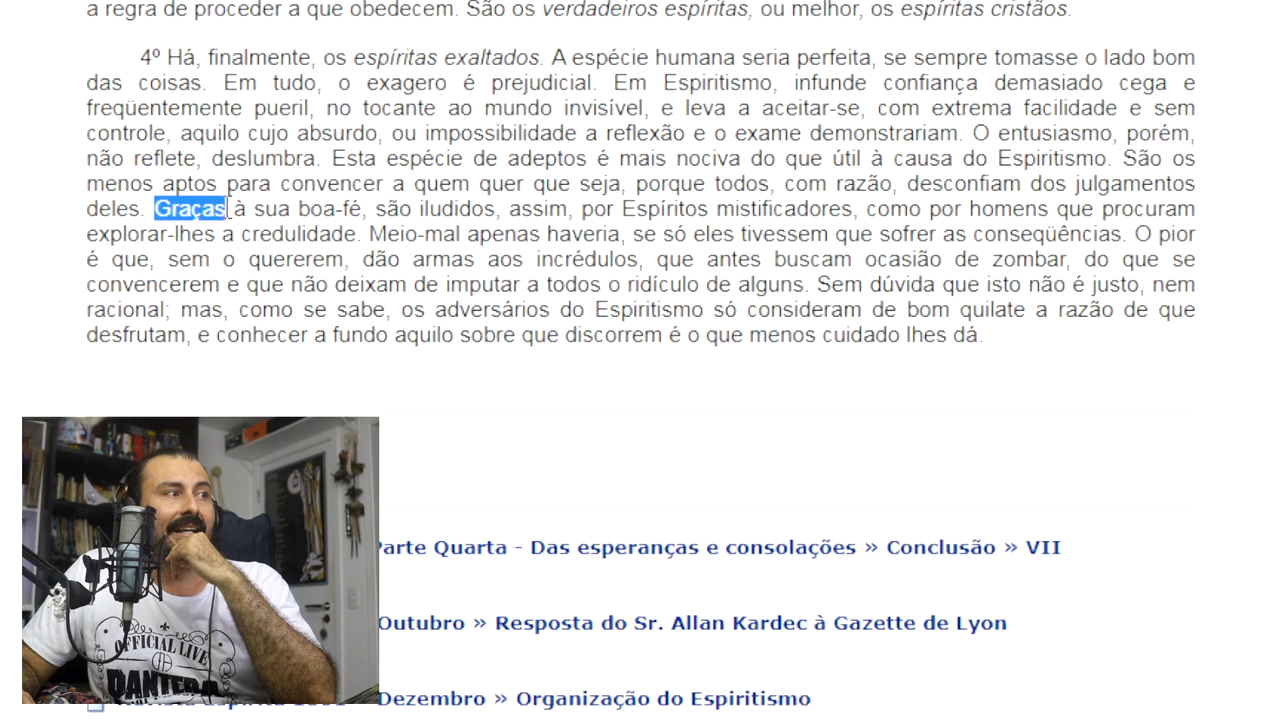 a regra de proceder a que obedecem. São os verdadeiros espíritas, ou melhor, os espíritas cristãos.
4º Há, finalmente, os espíritas exaltados. A espécie humana seria perfeita, se sempre tomasse o lado bom
das coisas. Em tudo, o exagero é prejudicial. Em Espiritismo, infunde confiança demasiado cega e
freqüentemente pueril, no tocante ao mundo invisível, e leva a aceitar-se, com extrema facilidade e sem
controle, aquilo cujo absurdo, ou impossibilidade a reflexão e o exame demonstrariam. O entusiasmo, porém,
não reflete, deslumbra. Esta espécie de adeptos é mais nociva do que útil à causa do Espiritismo. São os
menos aptos para convencer a quem quer que seja, porque todos, com razão, desconfiam dos julgamentos
deles. Graças à sua boa-fé, são iludidos, assim, por Espíritos mistificadores, como por homens que procuram
explorar-lhes a credulidade. Meio-mal apenas haveria, se só eles tivessem que sofrer as conseqüências. O pior
é que, sem o quererem, dão armas aos incrédulos, que antes buscam ocasião de zombar, do que se
convencerem e que não deixam de imputar a todos o ridículo de alguns. Sem dúvida que isto não é justo, nem
racional; mas, como se sabe, os adversários do Espiritismo só consideram de bom quilate a razão de que
desfrutam, e conhecer a fundo aquilo sobre que discorrem é o que menos cuidado lhes dá.
Parte Quarta - Das esperanças e consolações » Conclusão » VII
Outubro » Resposta do Sr. Allan Kardec à Gazette de Lyon
Dezembro » Organização do Espiritismo
OFFICIAL LIVE
PANTERA